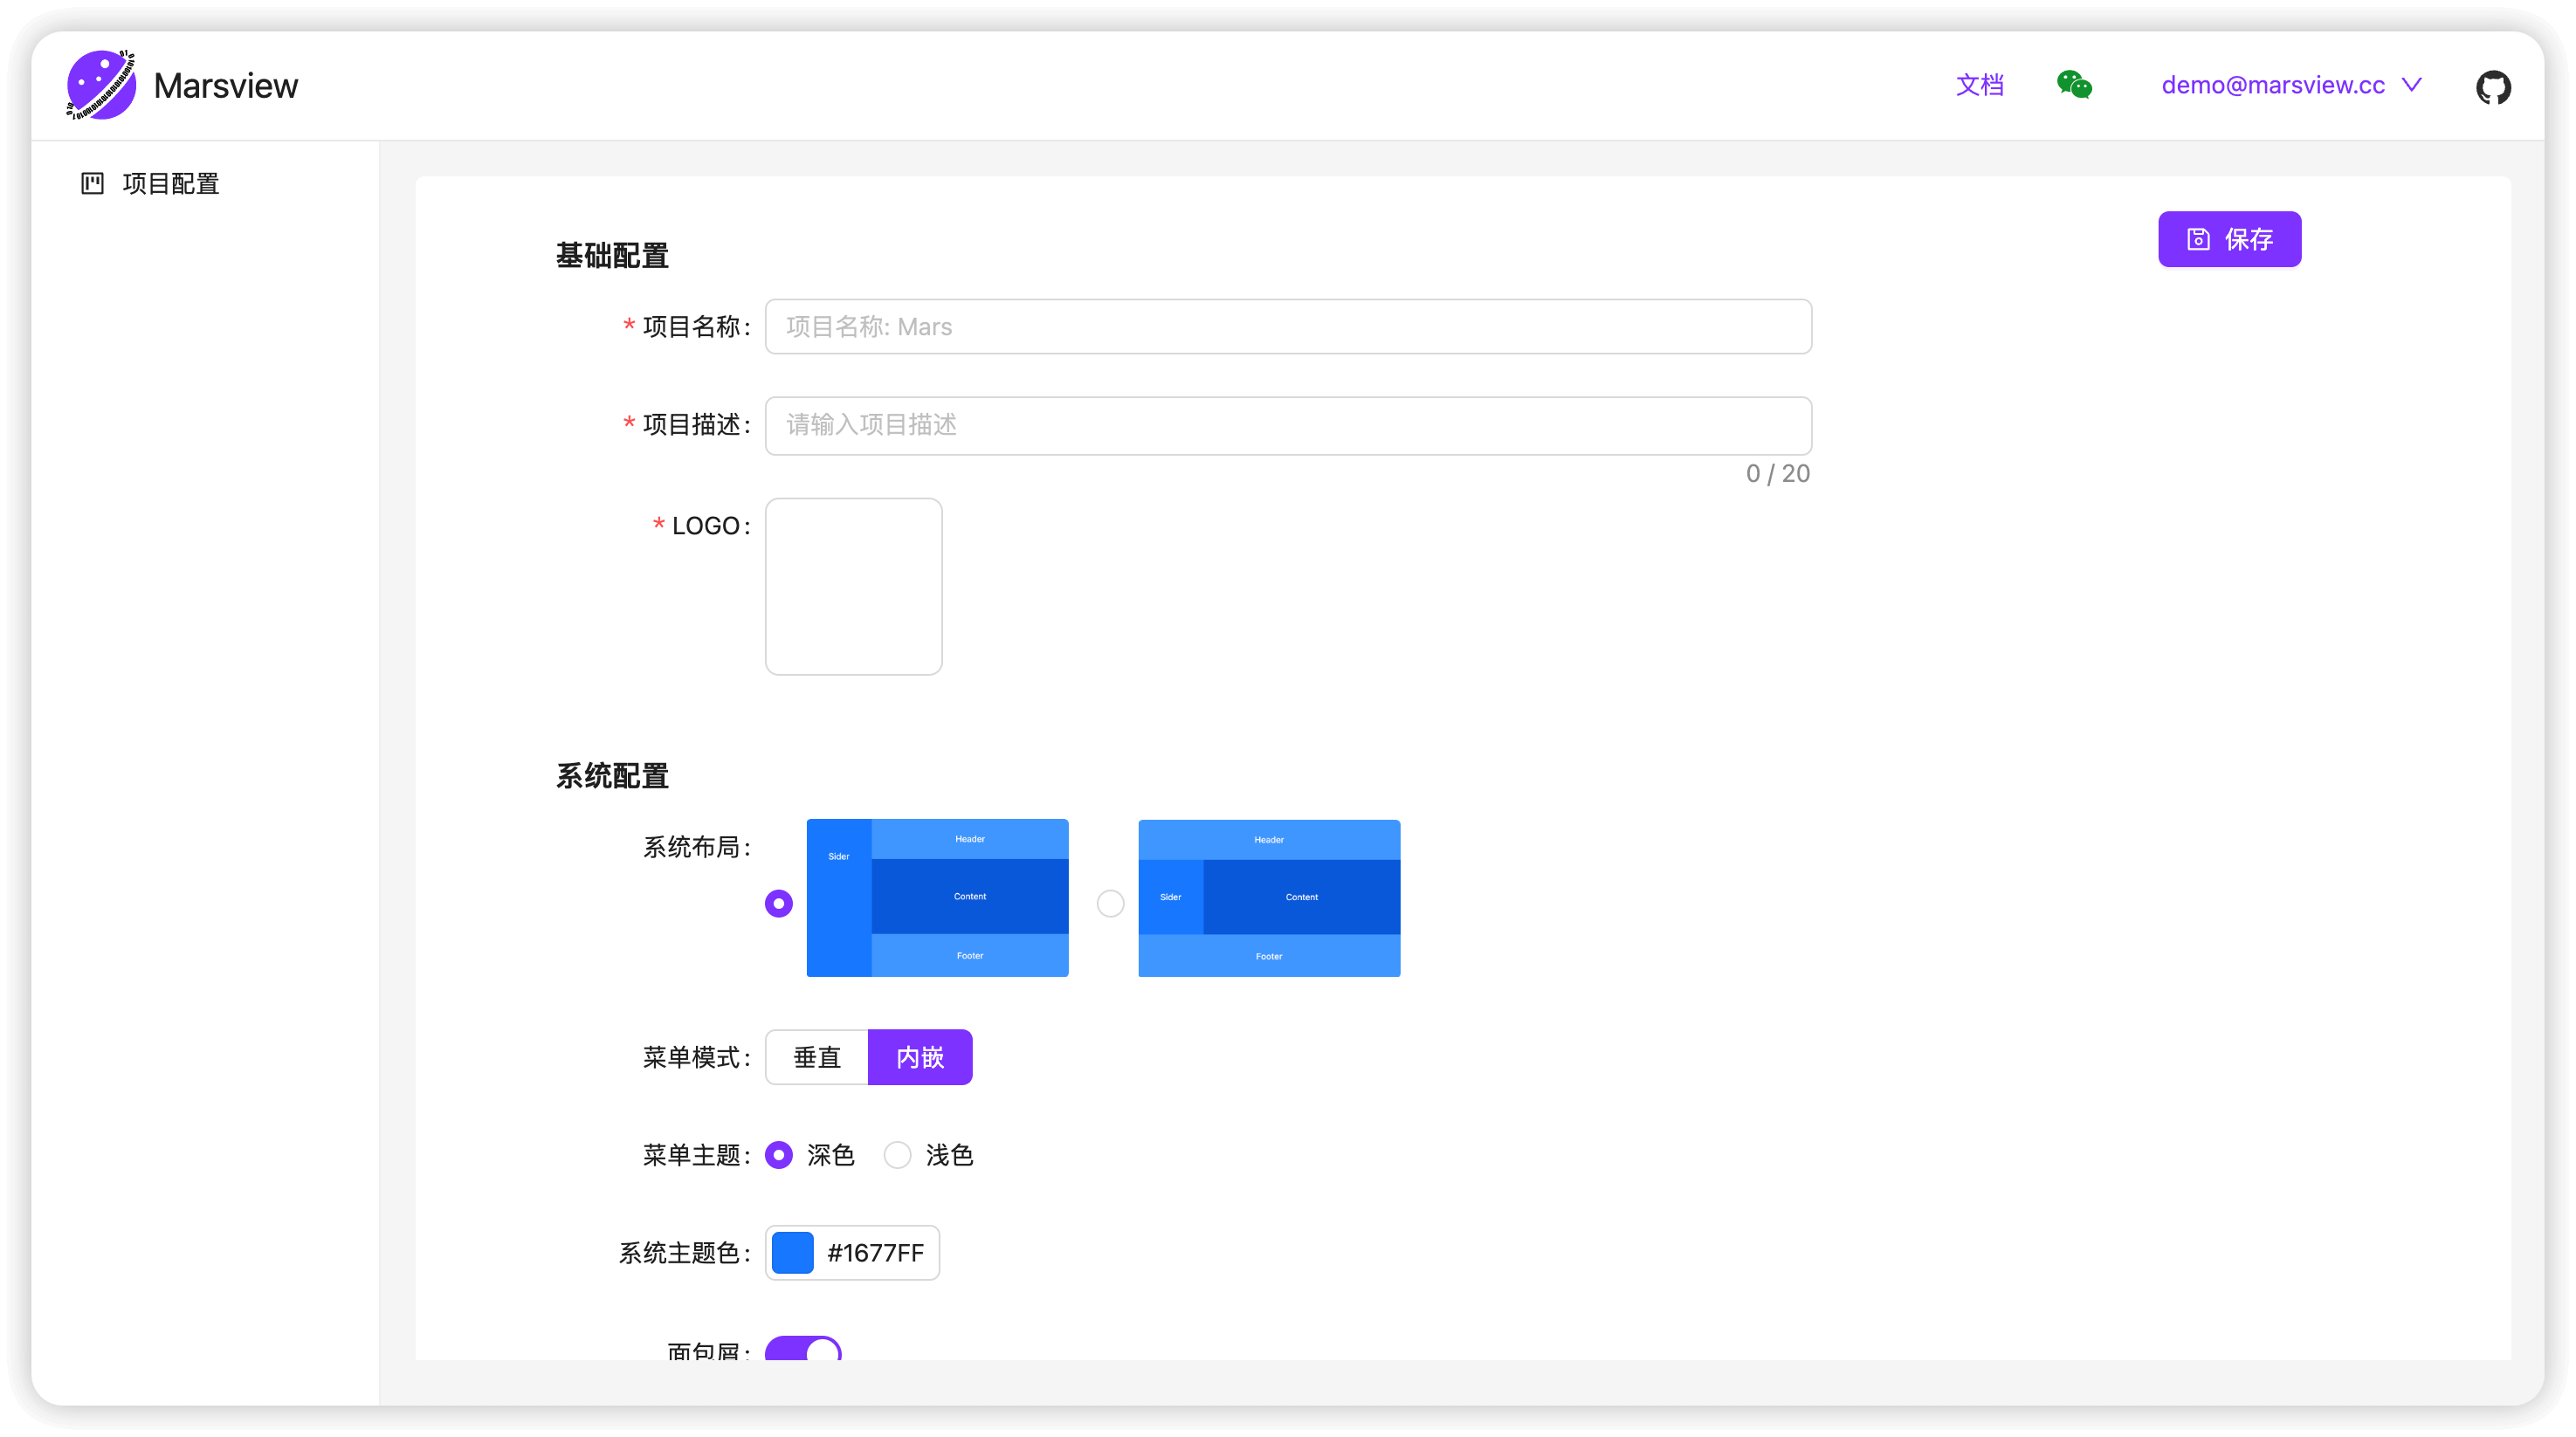 Marsview
文档
demo@marsview.cc
项目配置
基础配置
保存
* 项目名称:
项目名称: Mars
* 项目描述:
请输入项目描述
0 / 20
* LOGO:
系统配置
系统布局:
Sider
Header
Content
Footer
Header
Sider
Content
Footer
菜单模式:
垂直
内嵌
菜单主题:
深色
浅色
系统主题色:
#1677FF
面包屑: